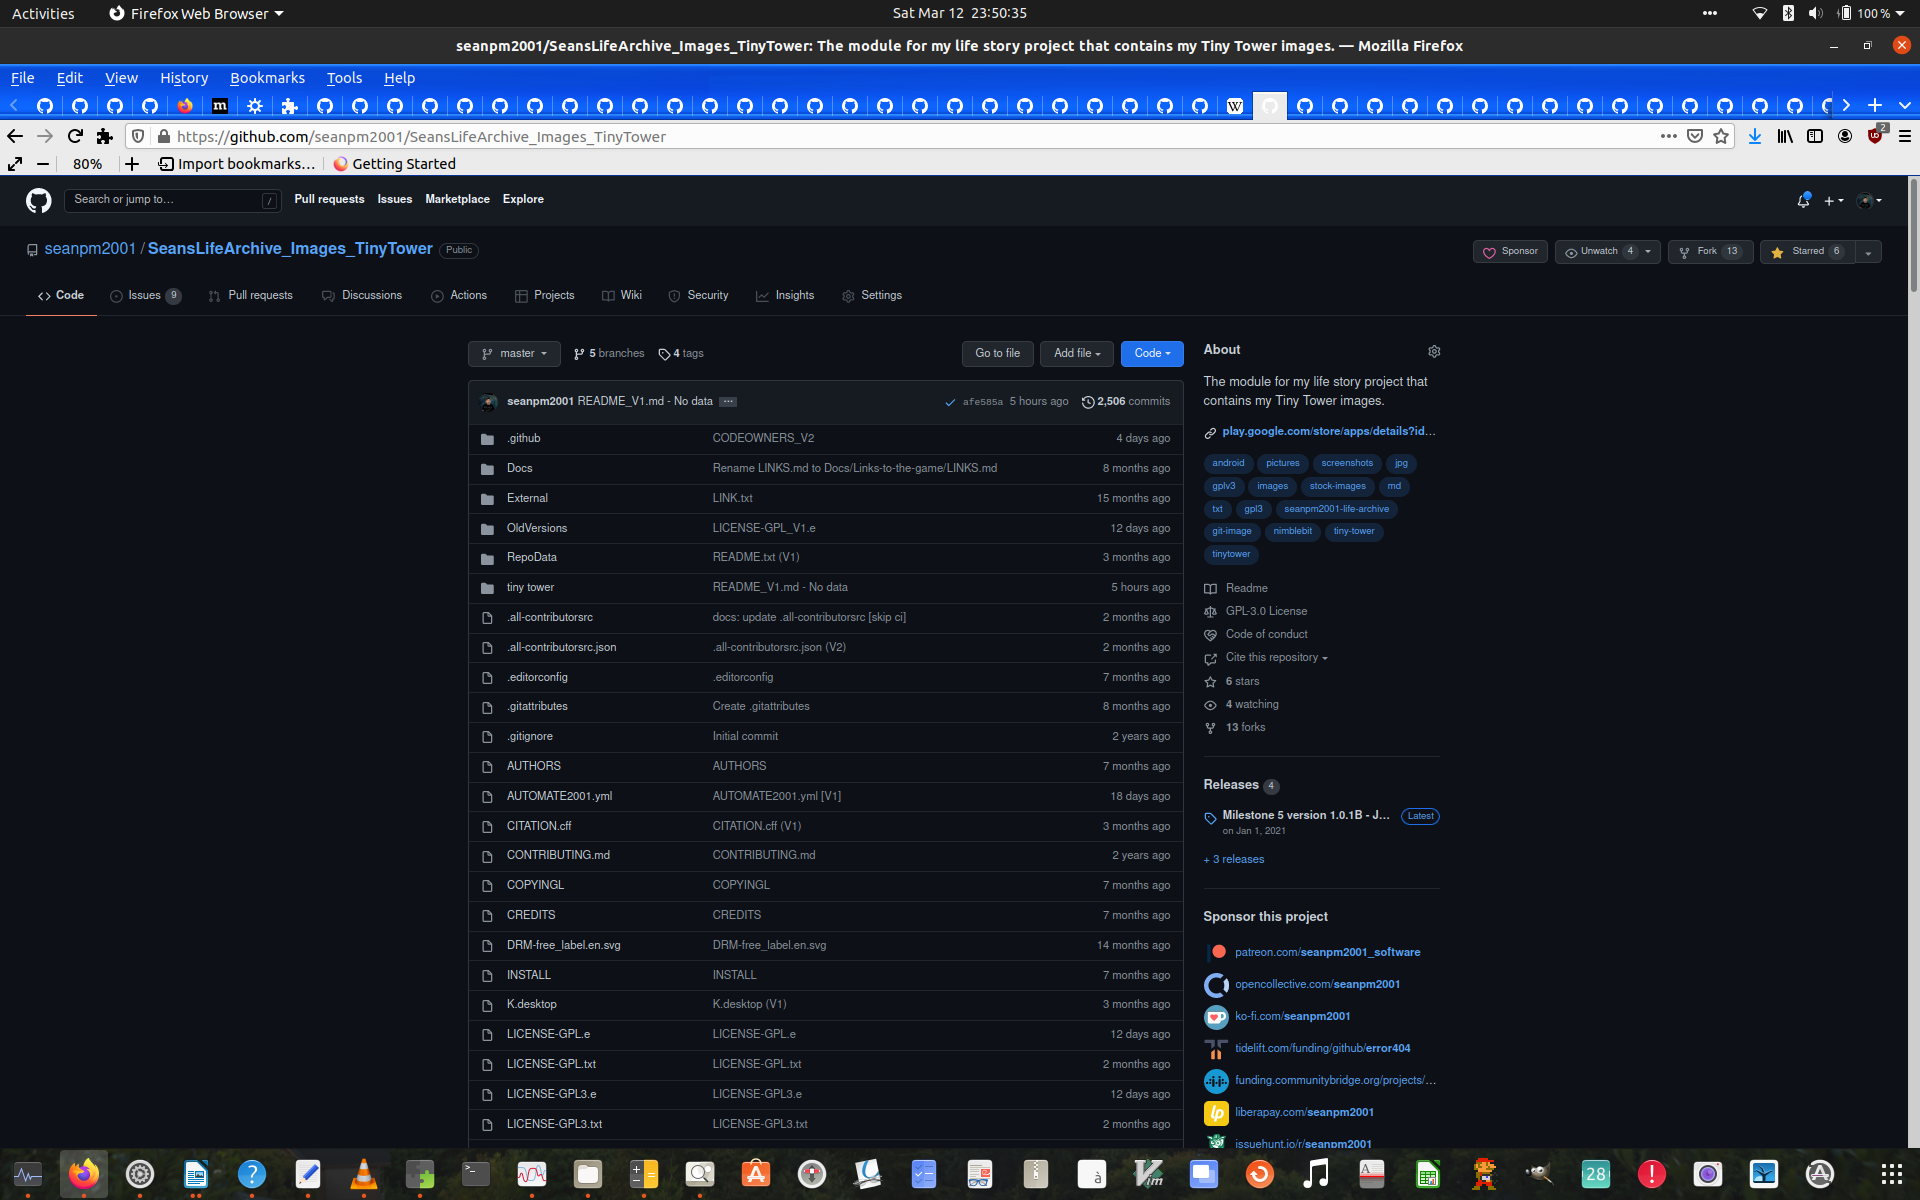 Activities Firefox Web Browser Sat Mar 12 23:50:35 100 %
seanpm2001/SeansLifeArchive_Images_TinyTower: The module for my life story project that contains my Tiny Tower images. — Mozilla Firefox
File Edit View History Bookmarks Tools Help
https://github.com/seanpm2001/SeansLifeArchive_Images_TinyTower 2
80% Import bookmarks… Getting Started
Search or jump to… / Pull requests Issues Marketplace Explore
seanpm2001 / SeansLifeArchive_Images_TinyTower Public Sponsor Unwatch 4 Fork 13 Starred 6
Code Issues 9 Pull requests Discussions Actions Projects Wiki Security Insights Settings
master 5 branches 4 tags Go to file Add file Code
seanpm2001 README_V1.md - No data ... afe585a 5 hours ago 2,506 commits
.github CODEOWNERS_V2 4 days ago
Docs Rename LINKS.md to Docs/Links-to-the-game/LINKS.md 8 months ago
External LINK.txt 15 months ago
OldVersions LICENSE-GPL_V1.e 12 days ago
RepoData README.txt (V1) 3 months ago
tiny tower README_V1.md - No data 5 hours ago
.all-contributorsrc docs: update .all-contributorsrc [skip ci] 2 months ago
.all-contributorsrc.json .all-contributorsrc.json (V2) 2 months ago
.editorconfig .editorconfig 7 months ago
.gitattributes Create .gitattributes 8 months ago
.gitignore Initial commit 2 years ago
AUTHORS AUTHORS 7 months ago
AUTOMATE2001.yml AUTOMATE2001.yml [V1] 18 days ago
CITATION.cff CITATION.cff (V1) 3 months ago
CONTRIBUTING.md CONTRIBUTING.md 2 years ago
COPYINGL COPYINGL 7 months ago
CREDITS CREDITS 7 months ago
DRM-free_label.en.svg DRM-free_label.en.svg 14 months ago
INSTALL INSTALL 7 months ago
K.desktop K.desktop (V1) 3 months ago
LICENSE-GPL.e LICENSE-GPL.e 12 days ago
LICENSE-GPL.txt LICENSE-GPL.txt 2 months ago
LICENSE-GPL3.e LICENSE-GPL3.e 12 days ago
LICENSE-GPL3.txt LICENSE-GPL3.txt 2 months ago
About
The module for my life story project that
contains my Tiny Tower images.
play.google.com/store/apps/details?id…
android pictures screenshots jpg
gplv3 images stock-images md
txt gpl3 seanpm2001-life-archive
git-image nimblebit tiny-tower
tinytower
Readme
GPL-3.0 License
Code of conduct
Cite this repository
6 stars
4 watching
13 forks
Releases 4
Milestone 5 version 1.0.1B - J… Latest
on Jan 1, 2021
+ 3 releases
Sponsor this project
patreon.com/seanpm2001_software
opencollective.com/seanpm2001
ko-fi.com/seanpm2001
tidelift.com/funding/github/error404
funding.communitybridge.org/projects/…
liberapay.com/seanpm2001
issuehunt.io/r/seanpm2001
28